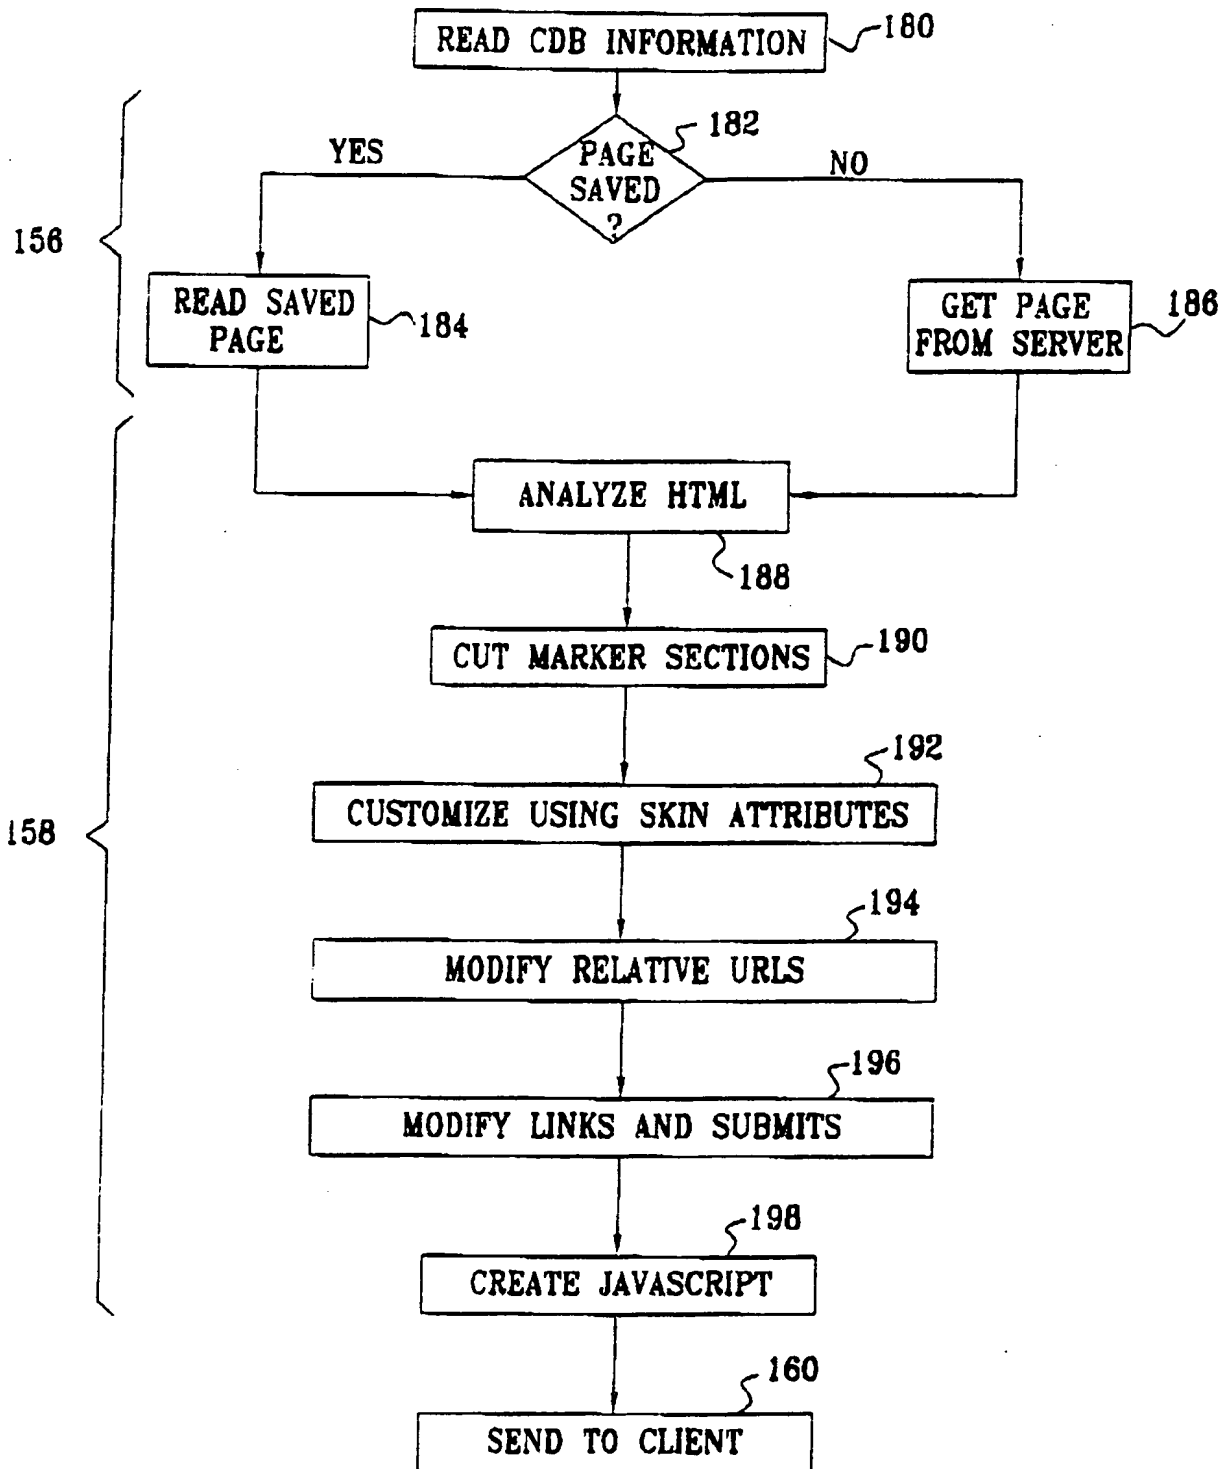 READ CDB INFORMATION
180
182
PAGE
SAVED
?
YES
NO
156
READ SAVED
PAGE
184
GET PAGE
FROM SERVER
186
ANALYZE HTML
188
CUT MARKER SECTIONS
190
192
CUSTOMIZE USING SKIN ATTRIBUTES
158
194
MODIFY RELATIVE URLS
196
MODIFY LINKS AND SUBMITS
198
CREATE JAVASCRIPT
160
SEND TO CLIENT